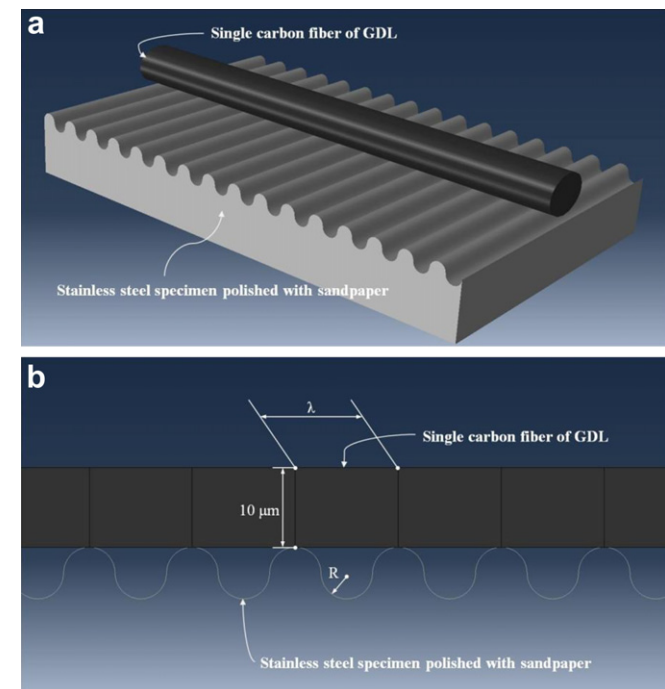 a
Single carbon fiber of GDL
Stainless steel specimen polished with sandpaper
b
λ
Single carbon fiber of GDL
10 μm
R
Stainless steel specimen polished with sandpaper